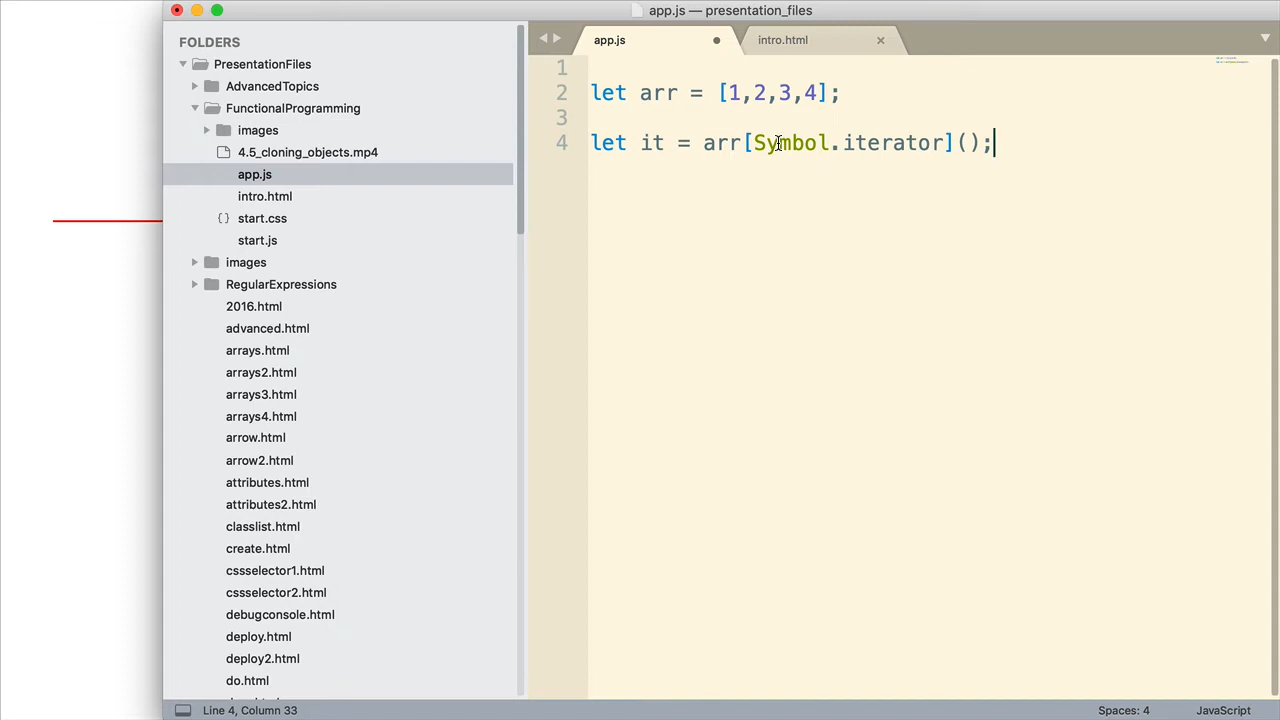 app.js — presentation_files
FOLDERS
PresentationFiles
AdvancedTopics
FunctionalProgramming
images
4.5_cloning_objects.mp4
app.js
intro.html
{} start.css
start.js
images
RegularExpressions
2016.html
advanced.html
arrays.html
arrays2.html
arrays3.html
arrays4.html
arrow.html
arrow2.html
attributes.html
attributes2.html
classlist.html
create.html
cssselector1.html
cssselector2.html
debugconsole.html
deploy.html
deploy2.html
do.html
app.js
intro.html
1
2 let arr = [1,2,3,4];
3
4 let it = arr[Symbol.iterator]();
Line 4, Column 33
Spaces: 4
JavaScript